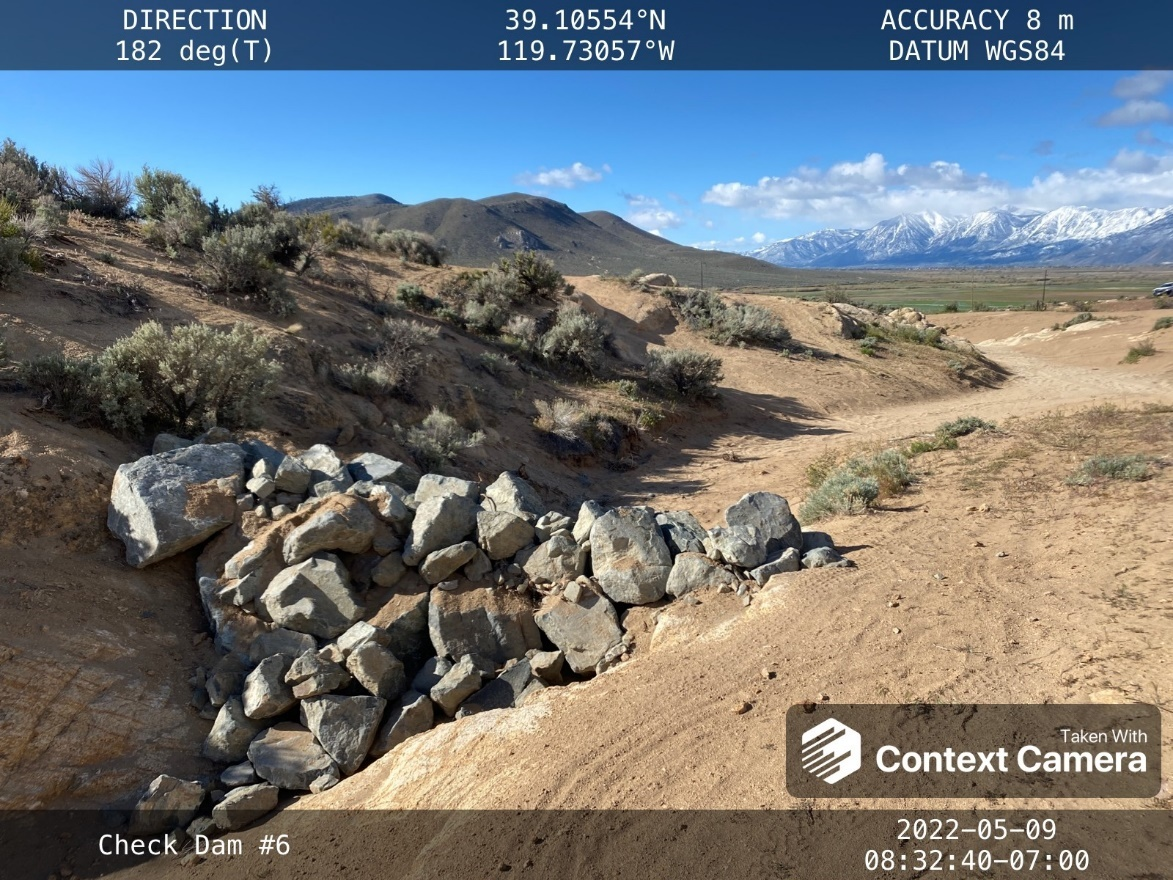 DIRECTION
182 deg(T)
39.10554°N
119.73057°W
ACCURACY 8 m
DATUM WGS84
Taken With
Context Camera
Check Dam #6
2022-05-09
08:32:40-07:00